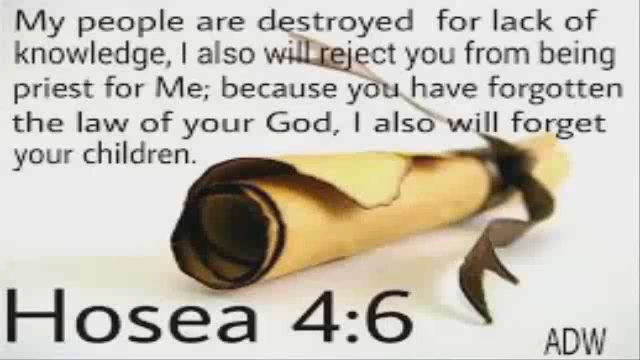 My people are destroyed for lack of
knowledge, I also will reject you from being
priest for Me; because you have forgotten
the law of your God, I also will forget
your children.
Hosea 4:6
ADW